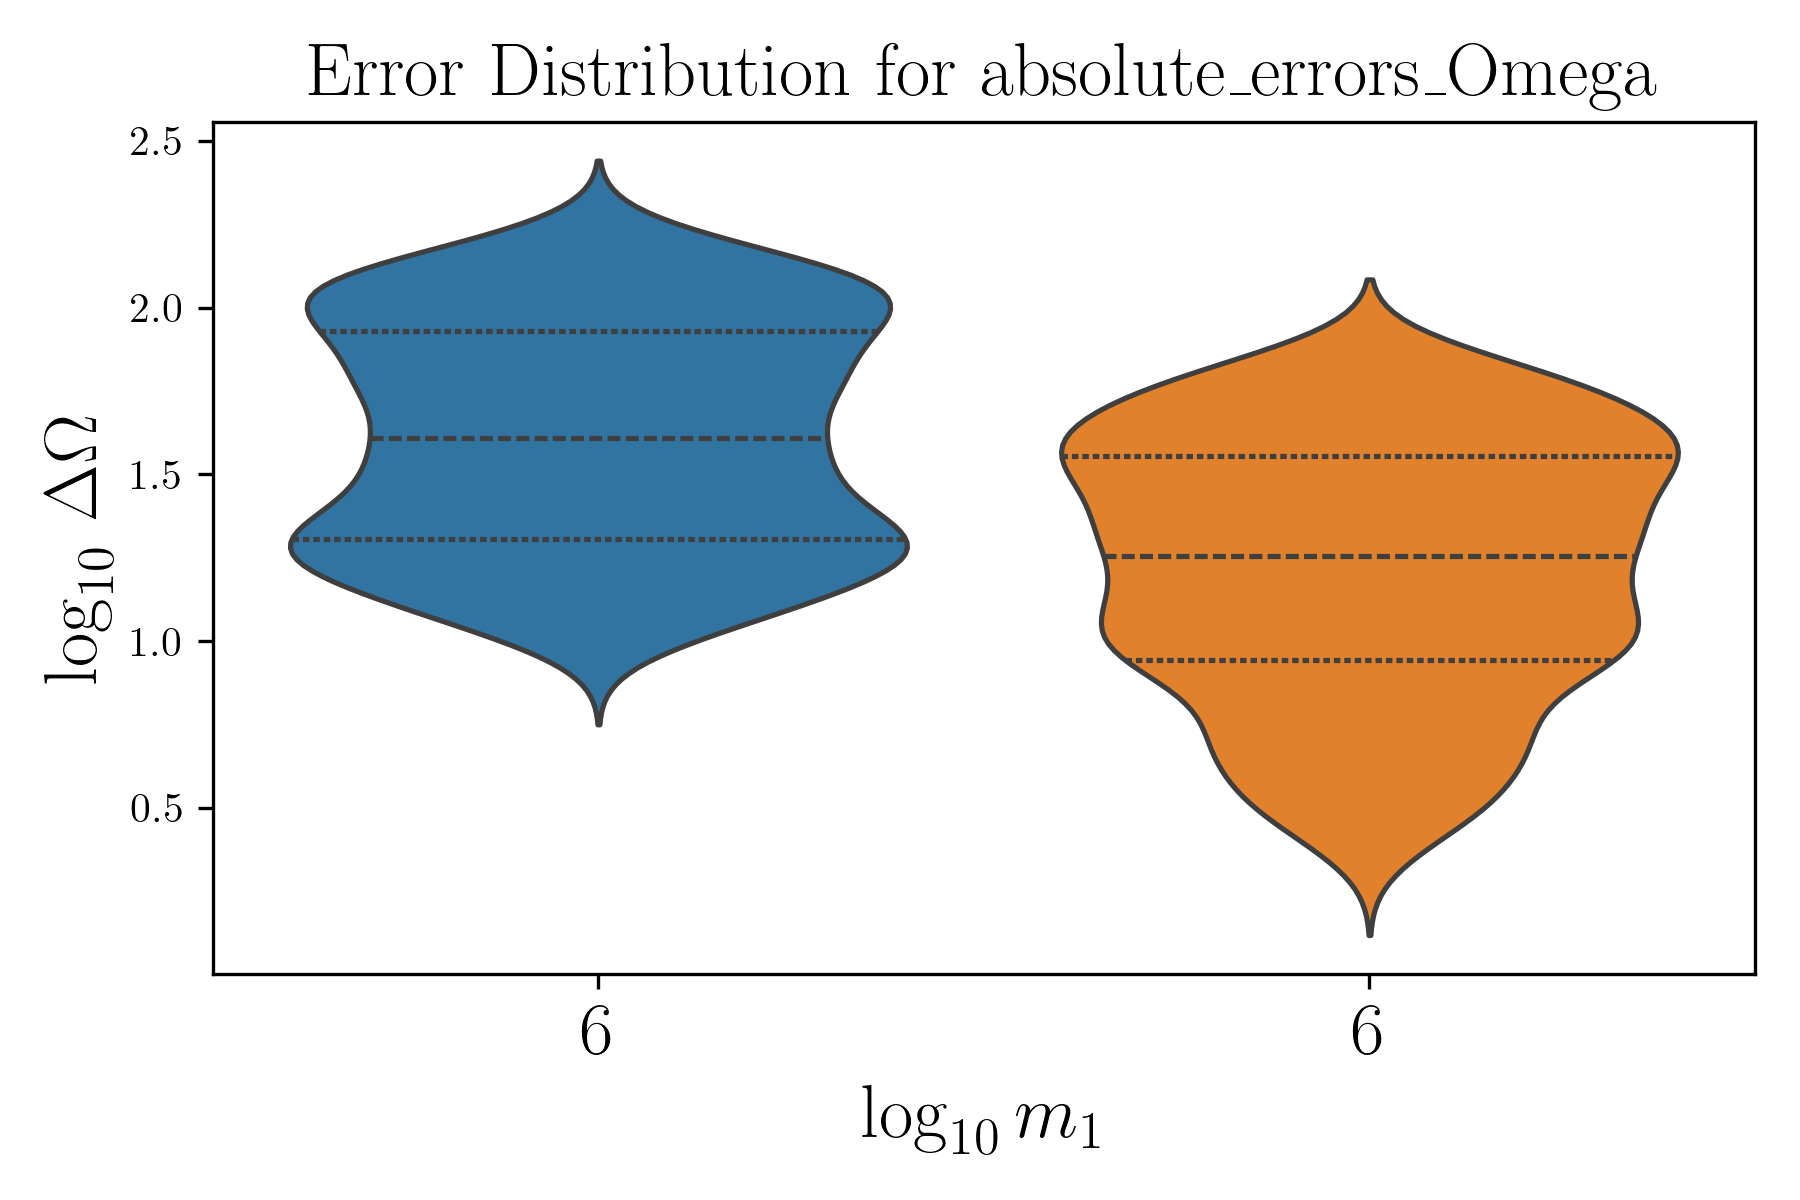 Error Distribution for absolute_errors_Omega
log₁₀ ΔΩ
2.5
2.0
1.5
1.0
0.5
6 6
log₁₀ m₁